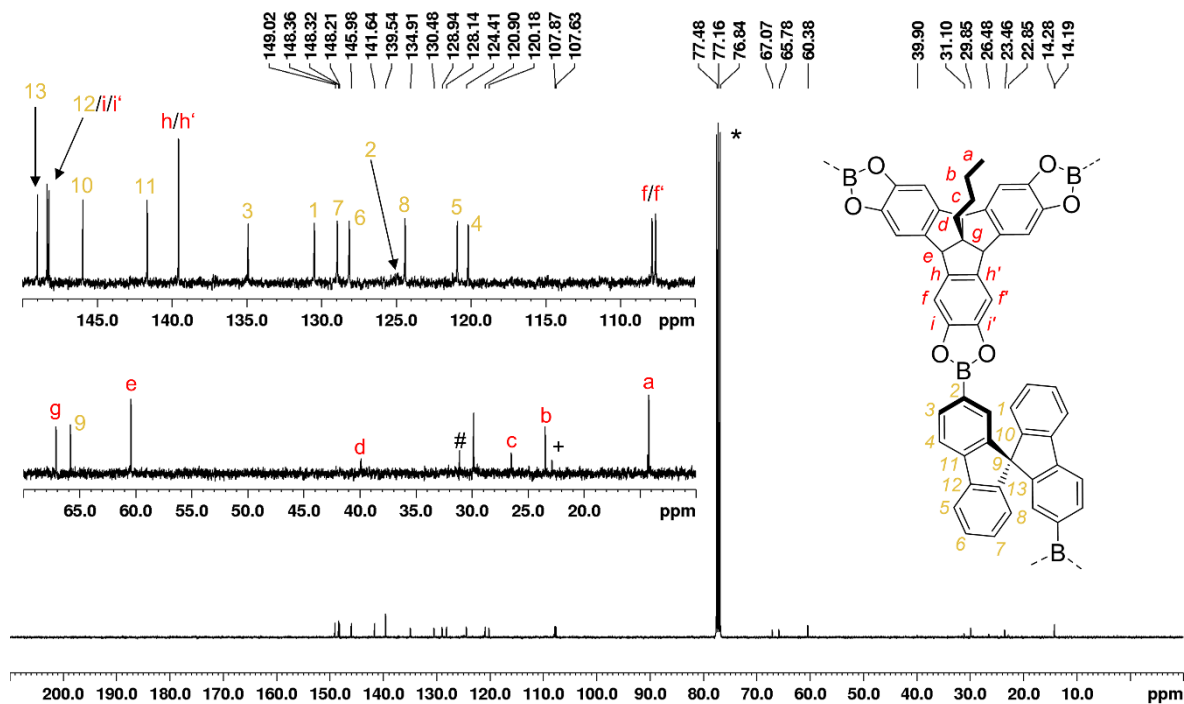 149.02
148.36
148.32
148.21
145.98
141.64
139.54
134.91
130.48
128.94
128.14
124.41
120.90
120.18
107.87
107.63
77.48
77.16
76.84
67.07
65.78
60.38
39.90
31.10
29.85
26.48
23.46
22.85
14.28
14.19
13
12/i/i‘
h/h‘
10
11
3
1
7
6
2
8
5
4
f/f‘
145.0 140.0 135.0 130.0 125.0 120.0 115.0 110.0 ppm
g
9
e
d
#
c
b
+
a
65.0 60.0 55.0 50.0 45.0 40.0 35.0 30.0 25.0 20.0 ppm
*
a
b
c
d
g
e
h
h'
f
f'
i
i'
B
O
O
B
O
O
O
O
B
2
3
1
4
10
9
11
12
13
5
8
6
7
B
200.0 190.0 180.0 170.0 160.0 150.0 140.0 130.0 120.0 110.0 100.0 90.0 80.0 70.0 60.0 50.0 40.0 30.0 20.0 10.0 ppm